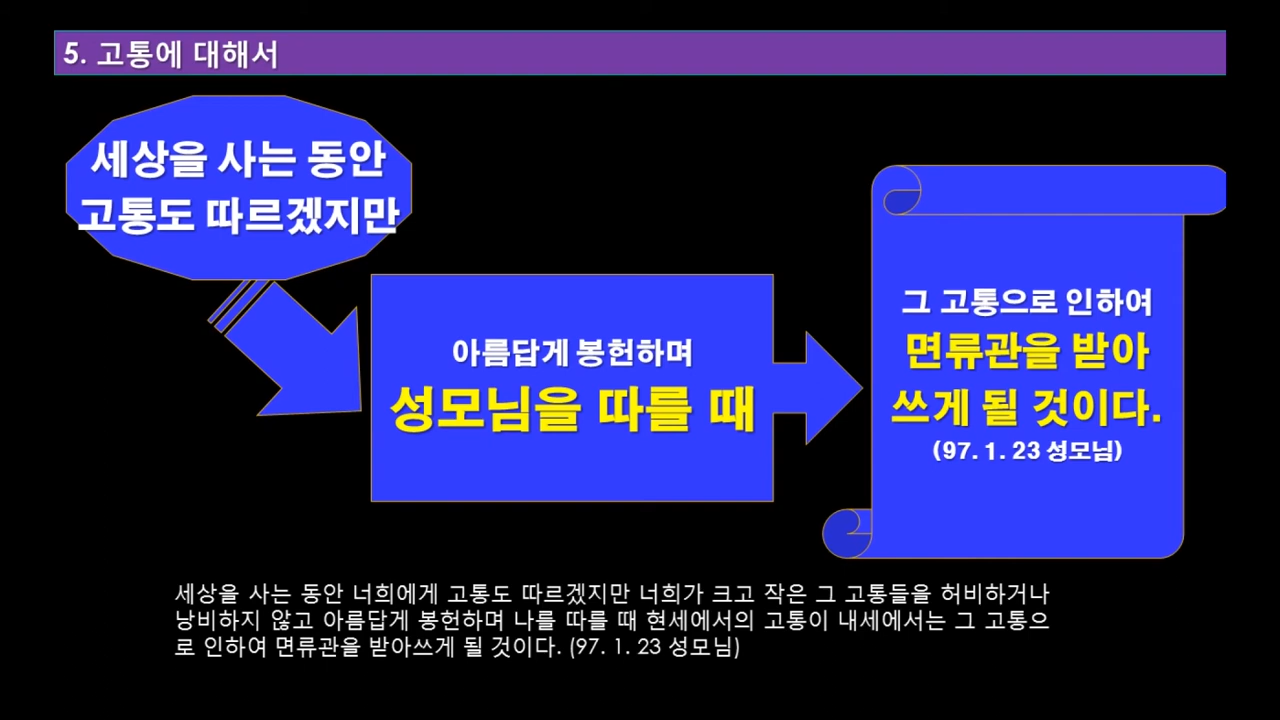 5. 고통에 대해서
세상을 사는 동안
고통도 따르겠지만
아름답게 봉헌하며
성모님을 따를 때
그 고통으로 인하여
면류관을 받아
쓰게 될 것이다.
(97. 1. 23 성모님)
세상을 사는 동안 너희에게 고통도 따르겠지만 너희가 크고 작은 그 고통들을 허비하거나
낭비하지 않고 아름답게 봉헌하며 나를 따를 때 현세에서의 고통이 내세에서는 그 고통으
로 인하여 면류관을 받아쓰게 될 것이다. (97. 1. 23 성모님)